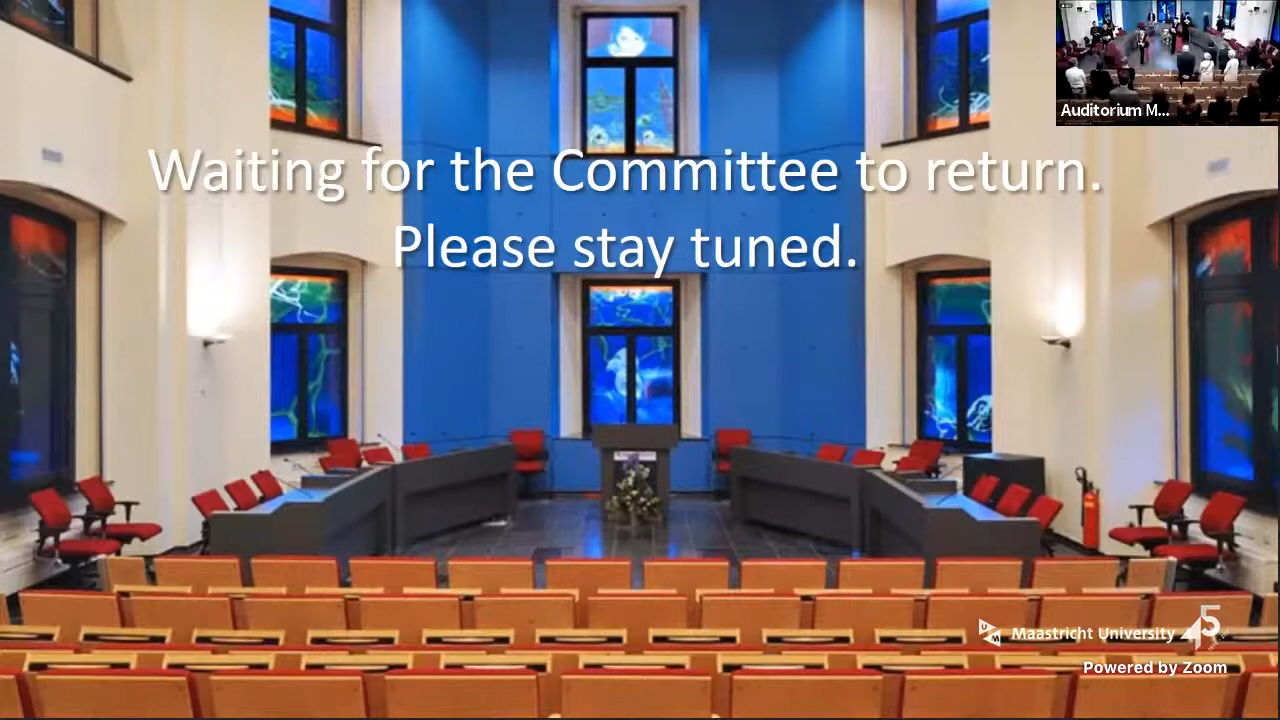 Auditorium M...
Waiting for the Committee to return.
Please stay tuned.
Maastricht University
Powered by Zoom